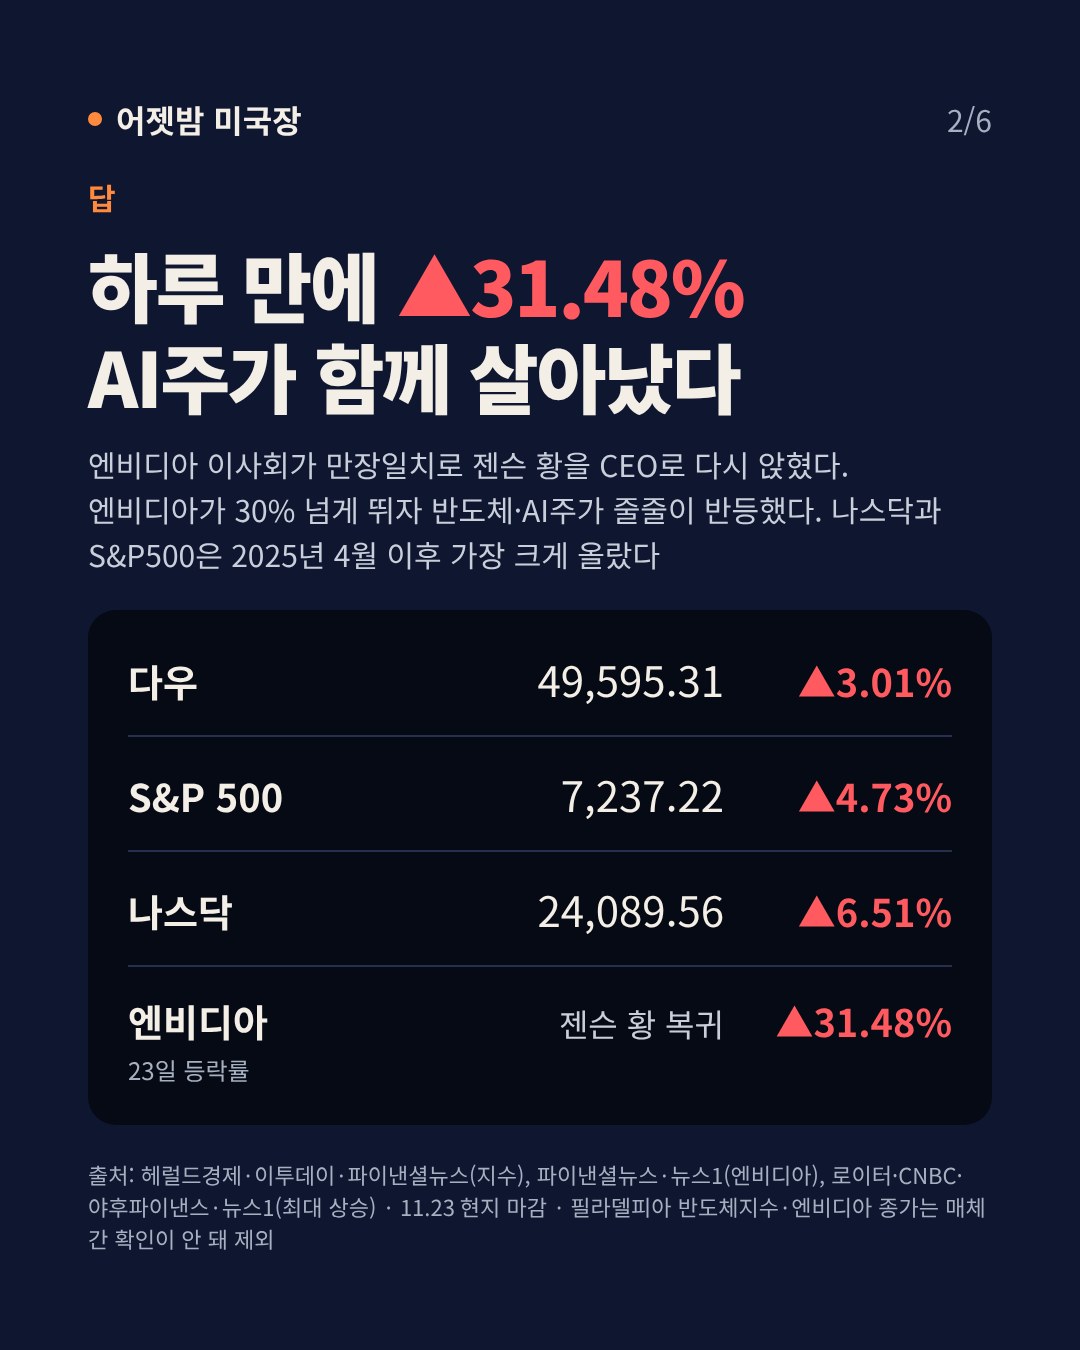 어젯밤 미국장
2/6
답
하루 만에 ▲31.48%
AI주가 함께 살아났다
엔비디아 이사회가 만장일치로 젠슨 황을 CEO로 다시 앉혔다.
엔비디아가 30% 넘게 뛰자 반도체·AI주가 줄줄이 반등했다. 나스닥과
S&P500은 2025년 4월 이후 가장 크게 올랐다
다우 49,595.31 ▲3.01%
S&P 500 7,237.22 ▲4.73%
나스닥 24,089.56 ▲6.51%
엔비디아 젠슨 황 복귀 ▲31.48%
23일 등락률
출처: 헤럴드경제·이투데이·파이낸셜뉴스(지수), 파이낸셜뉴스·뉴스1(엔비디아), 로이터·CNBC·
야후파이낸스·뉴스1(최대 상승) · 11.23 현지 마감 · 필라델피아 반도체지수·엔비디아 종가는 매체
간 확인이 안 돼 제외